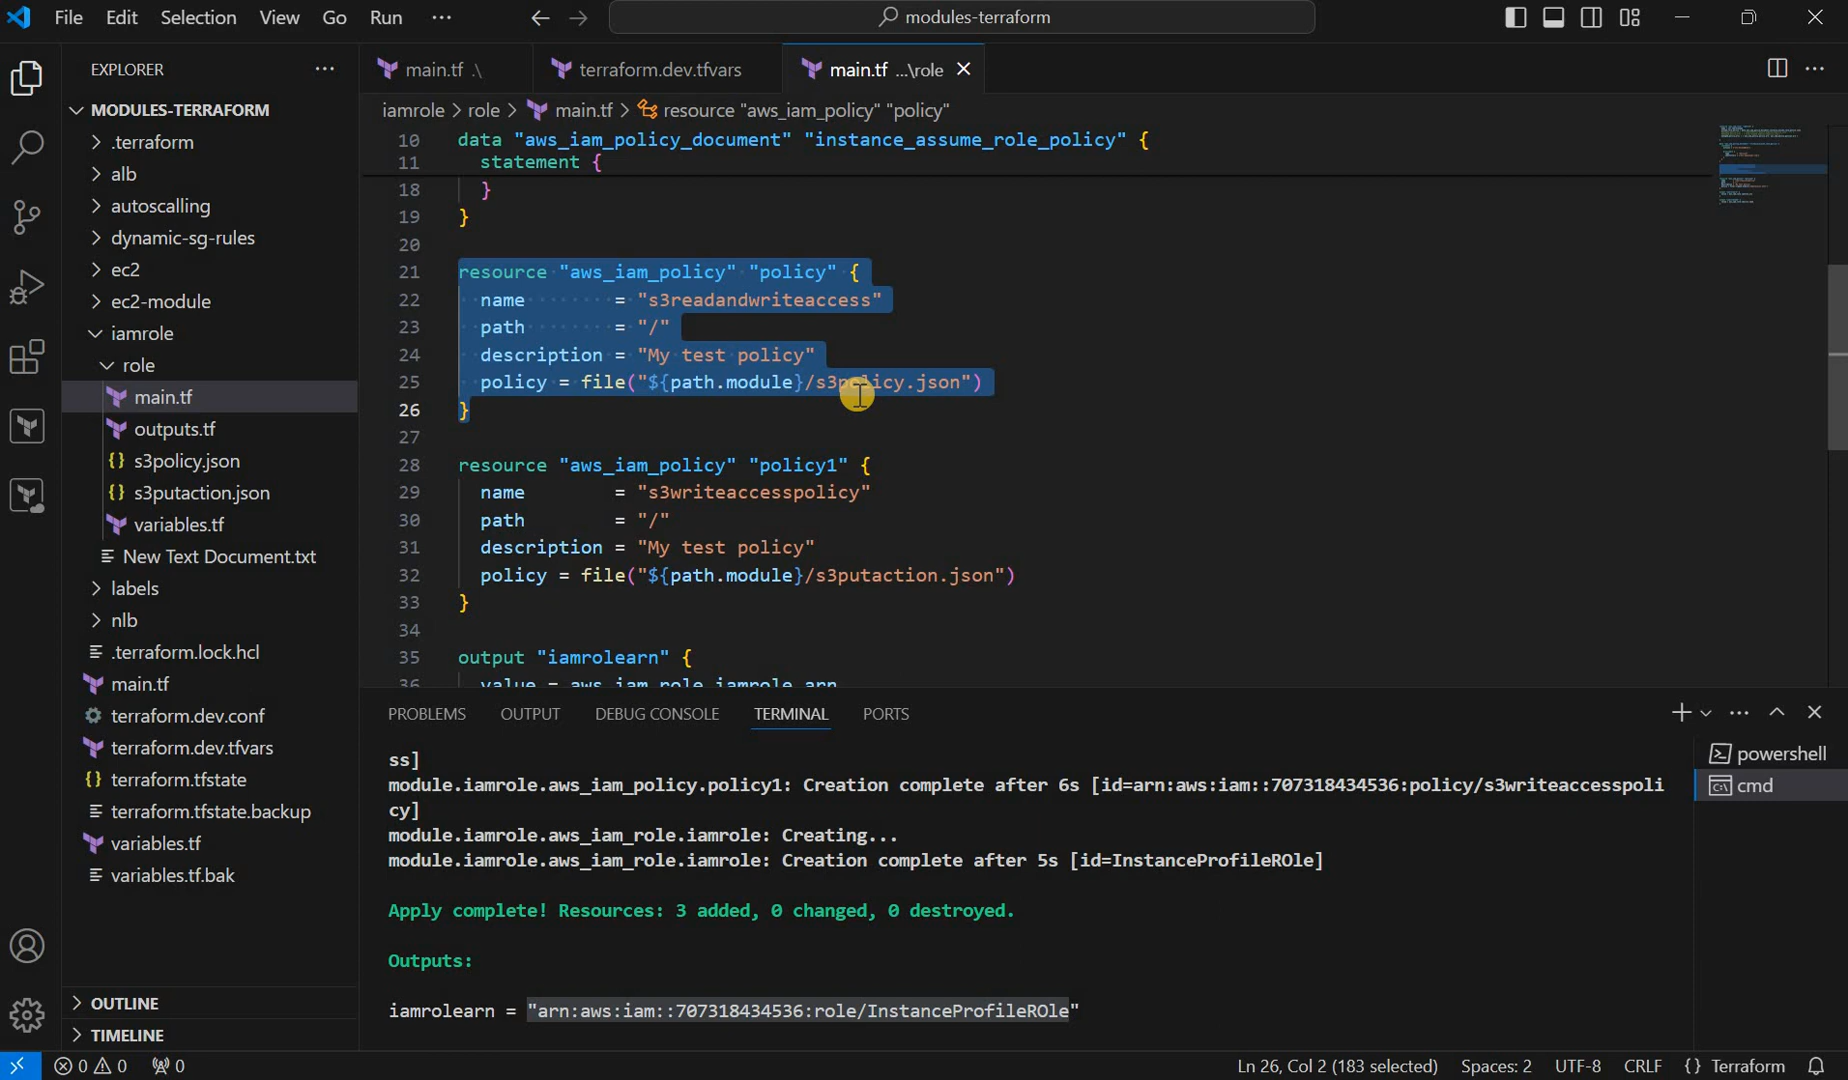 File Edit Selection View Go Run ··· modules-terraform
EXPLORER ···
MODULES-TERRAFORM
.terraform
alb
autoscalling
dynamic-sg-rules
ec2
ec2-module
iamrole
role
main.tf
outputs.tf
{} s3policy.json
{} s3putaction.json
variables.tf
New Text Document.txt
labels
nlb
.terraform.lock.hcl
main.tf
terraform.dev.conf
terraform.dev.tfvars
{} terraform.tfstate
terraform.tfstate.backup
variables.tf
variables.tf.bak
OUTLINE
TIMELINE
main.tf .\ terraform.dev.tfvars main.tf ...\role
iamrole > role > main.tf > resource "aws_iam_policy" "policy"
10 data "aws_iam_policy_document" "instance_assume_role_policy" {
11 statement {
18 }
19 }
20
21 resource "aws_iam_policy" "policy" {
22 name = "s3readandwriteaccess"
23 path = "/"
24 description = "My test policy"
25 policy = file("${path.module}/s3policy.json")
26 }
27
28 resource "aws_iam_policy" "policy1" {
29 name = "s3writeaccesspolicy"
30 path = "/"
31 description = "My test policy"
32 policy = file("${path.module}/s3putaction.json")
33 }
34
35 output "iamrolearn" {
36 value = aws_iam_role.iamrole.arn
PROBLEMS OUTPUT DEBUG CONSOLE TERMINAL PORTS
ss]
module.iamrole.aws_iam_policy.policy1: Creation complete after 6s [id=arn:aws:iam::707318434536:policy/s3writeaccesspoli
cy]
module.iamrole.aws_iam_role.iamrole: Creating...
module.iamrole.aws_iam_role.iamrole: Creation complete after 5s [id=InstanceProfileROle]
Apply complete! Resources: 3 added, 0 changed, 0 destroyed.
Outputs:
iamrolearn = "arn:aws:iam::707318434536:role/InstanceProfileROle"
powershell
cmd
0 0 0 Ln 26, Col 2 (183 selected) Spaces: 2 UTF-8 CRLF {} Terraform